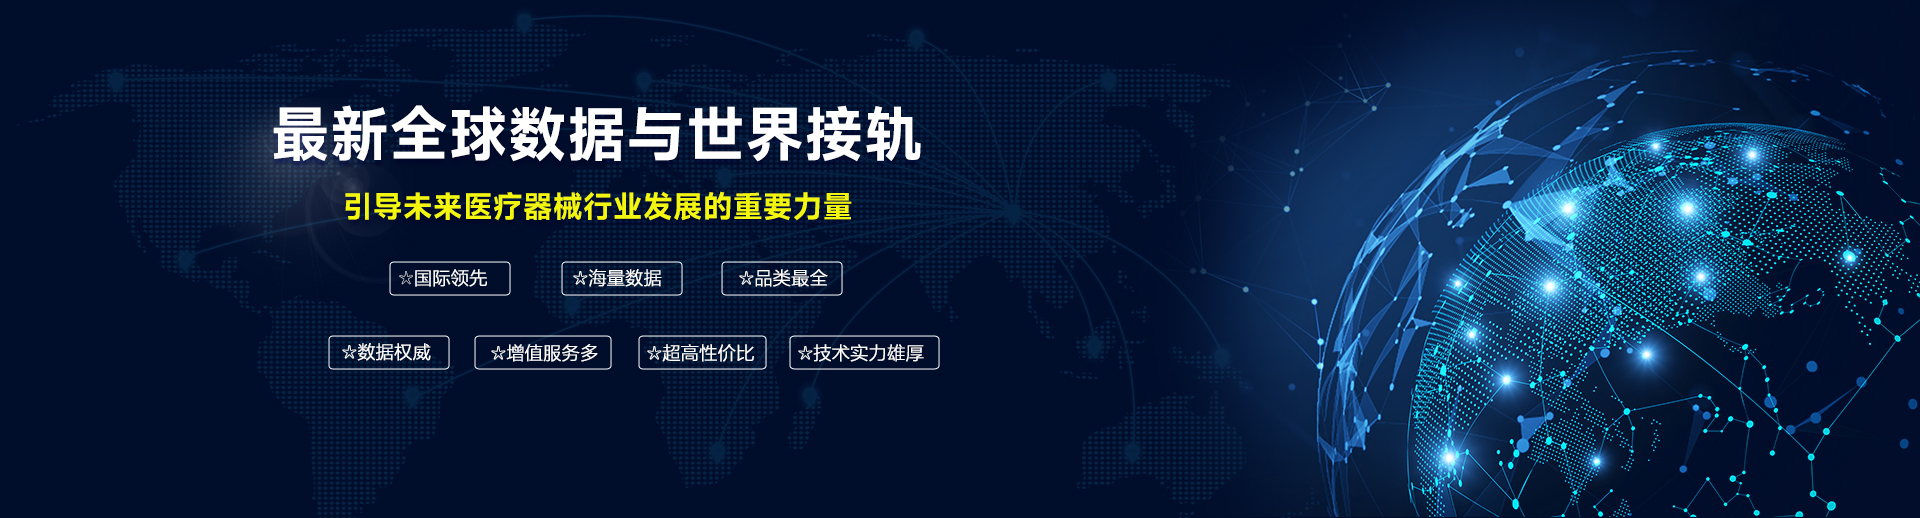 最新全球数据与世界接轨
引导未来医疗器械行业发展的重要力量
☆国际领先 ☆海量数据 ☆品类最全
☆数据权威 ☆增值服务多 ☆超高性价比 ☆技术实力雄厚